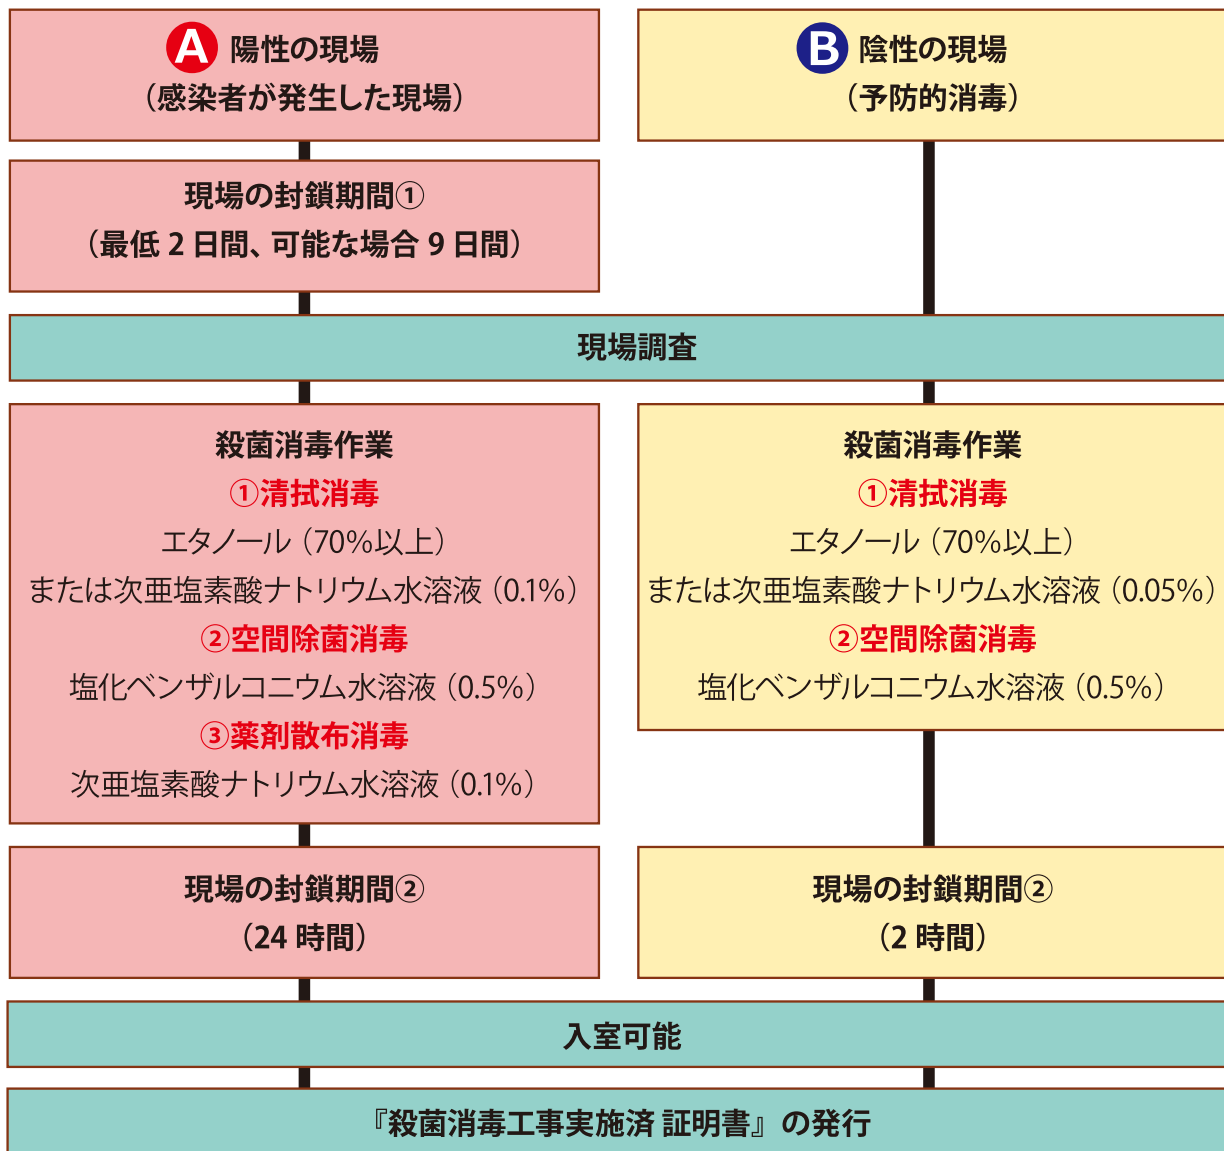 A 陽性の現場
（感染者が発生した現場）
現場の封鎖期間①
（最低 2 日間、可能な場合 9 日間）
B 陰性の現場
（予防的消毒）
現場調査
殺菌消毒作業
①清拭消毒
エタノール（70%以上）
または次亜塩素酸ナトリウム水溶液（0.1%）
②空間除菌消毒
塩化ベンザルコニウム水溶液（0.5%）
③薬剤散布消毒
次亜塩素酸ナトリウム水溶液（0.1%）
現場の封鎖期間②
（24 時間）
殺菌消毒作業
①清拭消毒
エタノール（70%以上）
または次亜塩素酸ナトリウム水溶液（0.05%）
②空間除菌消毒
塩化ベンザルコニウム水溶液（0.5%）
現場の封鎖期間②
（2 時間）
入室可能
『殺菌消毒工事実施済 証明書』の発行